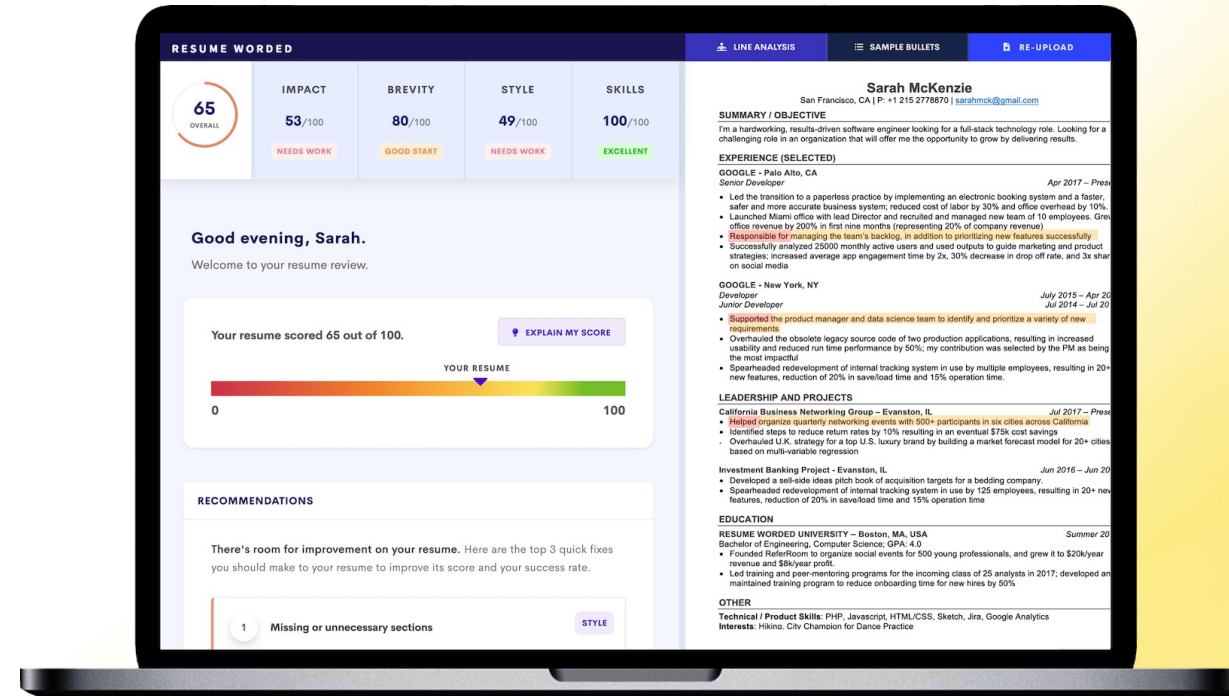 RESUME WORDED
LINE ANALYSIS
SAMPLE BULLETS
RE-UPLOAD
65
OVERALL
IMPACT
53/100
NEEDS WORK
BREVITY
80/100
GOOD START
STYLE
49/100
NEEDS WORK
SKILLS
100/100
EXCELLENT
Good evening, Sarah.
Welcome to your resume review.
Your resume scored 65 out of 100.
EXPLAIN MY SCORE
YOUR RESUME
0
100
RECOMMENDATIONS
There's room for improvement on your resume. Here are the top 3 quick fixes
you should make to your resume to improve its score and your success rate.
1
Missing or unnecessary sections
STYLE
Sarah McKenzie
San Francisco, CA | P: +1 215 2778870 | sarahmck@gmail.com
SUMMARY / OBJECTIVE
I'm a hardworking, results-driven software engineer looking for a full-stack technology role. Looking for a
challenging role in an organization that will offer me the opportunity to grow by delivering results.
EXPERIENCE (SELECTED)
GOOGLE - Palo Alto, CA
Senior Developer
Apr 2017 –
• Led the transition to a paperless practice by implementing an electronic booking system and a faster,
safer and more accurate business system; reduced cost of labor by 30% and office overhead by 10%.
• Launched Miami office with lead Director and recruited and managed new team of 10 employees.
office revenue by 200% in first nine months (representing 20% of company revenue)
• Responsible for managing the team's backlog, in addition to prioritizing new features successfully
• Successfully analyzed 25000 monthly active users and used outputs to guide marketing and product
strategies; increased average app engagement time by 2x, 30% decrease in drop off rate, and 3x
on social media
GOOGLE - New York, NY
Developer
July 2015 – Apr 20
Junior Developer
Jul 2014 – Jul 20
• Supported the product manager and data science team to identify and prioritize a variety of new
requirements
• Overhauled the obsolete legacy source code of two production applications, resulting in increased
usability and reduced run time performance by 50%; my contribution was selected by the PM as being
the most impactful
• Spearheaded redevelopment of internal tracking system in use by multiple employees, resulting in 20+
new features, reduction of 20% in save/load time and 15% operation time.
LEADERSHIP AND PROJECTS
California Business Networking Group – Evanston, IL
Jul 2017 –
• Helped organize quarterly networking events with 500+ participants in six cities across California
• Identified steps to reduce return rates by 10% resulting in an eventual $75k cost savings
. Overhauled U.K. strategy for a top U.S. luxury brand by building a market forecast model for 20+ cities
based on multi-variable regression
Investment Banking Project - Evanston, IL
Jun 2016 – Jun 20
• Developed a sell-side ideas pitch book of acquisition targets for a bedding company.
• Spearheaded redevelopment of internal tracking system in use by 125 employees, resulting in 20+
features, reduction of 20% in save/load time and 15% operation time
EDUCATION
RESUME WORDED UNIVERSITY – Boston, MA, USA
Summer 20
Bachelor of Engineering, Computer Science; GPA: 4.0
• Founded ReferRoom to organize social events for 500 young professionals, and grew it to $20k/year
revenue and $8k/year profit.
• Led training and peer-mentoring programs for the incoming class of 25 analysts in 2017; developed
maintained training program to reduce onboarding time for new hires by 50%
OTHER
Technical / Product Skills: PHP, Javascript, HTML/CSS, Sketch, Jira, Google Analytics
Interests: Hiking, City Champion for Dance Practice